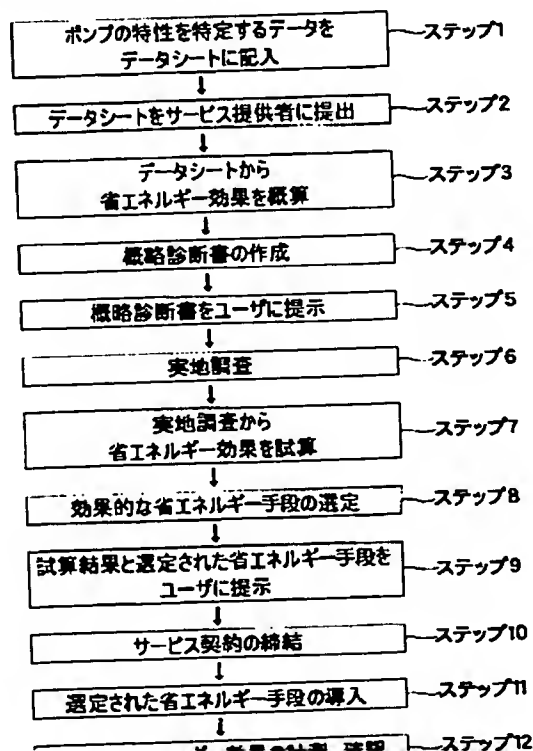 ポンプの特性を特定するデータを
データシートに記入
ステップ1
データシートをサービス提供者に提出
ステップ2
データシートから
省エネルギー効果を概算
ステップ3
概略診断書の作成
ステップ4
概略診断書をユーザに提示
ステップ5
実地調査
ステップ6
実地調査から
省エネルギー効果を試算
ステップ7
効果的な省エネルギー手段の選定
ステップ8
試算結果と選定された省エネルギー手段を
ユーザに提示
ステップ9
サービス契約の締結
ステップ10
選定された省エネルギー手段の導入
ステップ11
ステップ12